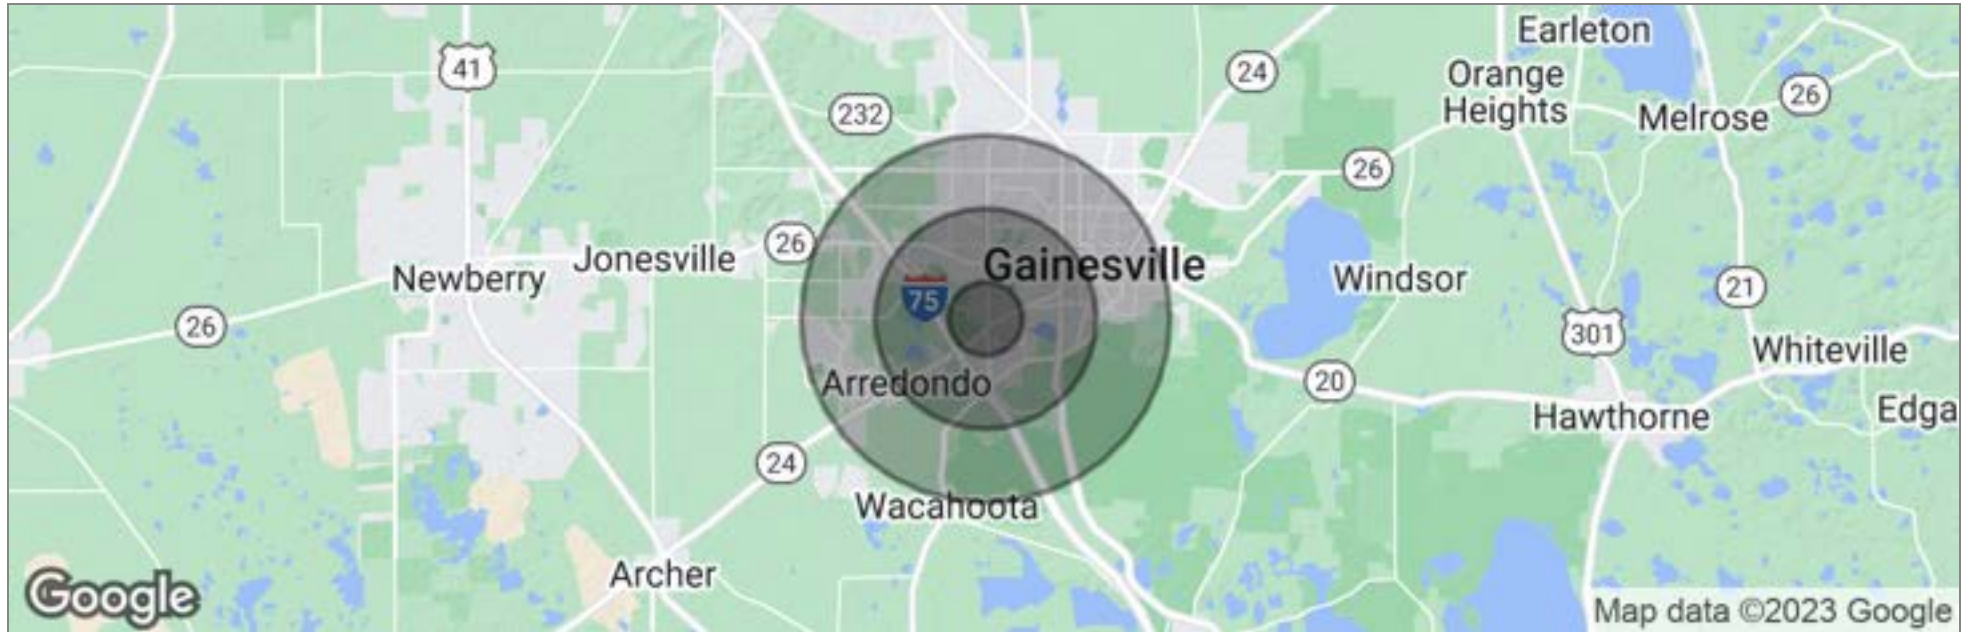 Earleton
41
24
Orange
Heights
26
232
Melrose
26
26
Jonesville
Gainesville
Newberry
Windsor
75
21
26
301
Whiteville
Arredondo
20
Edga
Hawthorne
24
Wacahoota
Archer
Google
Map data ©2023 Google